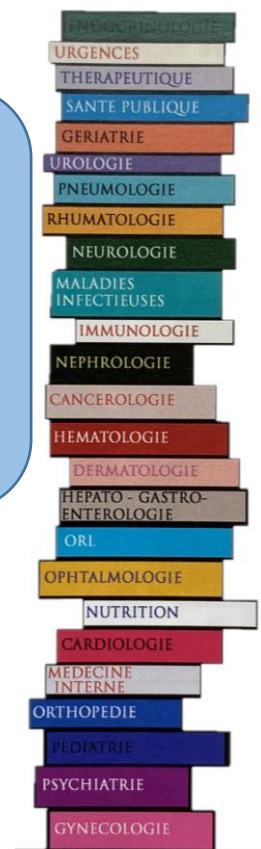 ENDOCRINOLOGIE
URGENCES
THERAPEUTIQUE
SANTE PUBLIQUE
GERIATRIE
UROLOGIE
PNEUMOLOGIE
RHUMATOLOGIE
NEUROLOGIE
MALADIES
INFECTIEUSES
IMMUNOLOGIE
NEPHROLOGIE
CANCEROLOGIE
HEMATOLOGIE
DERMATOLOGIE
HEPATO - GASTRO-
ENTEROLOGIE
ORL
OPHTALMOLOGIE
NUTRITION
CARDIOLOGIE
MEDECINE
INTERNE
ORTHOPEDIE
PEDIATRIE
PSYCHIATRIE
GYNECOLOGIE